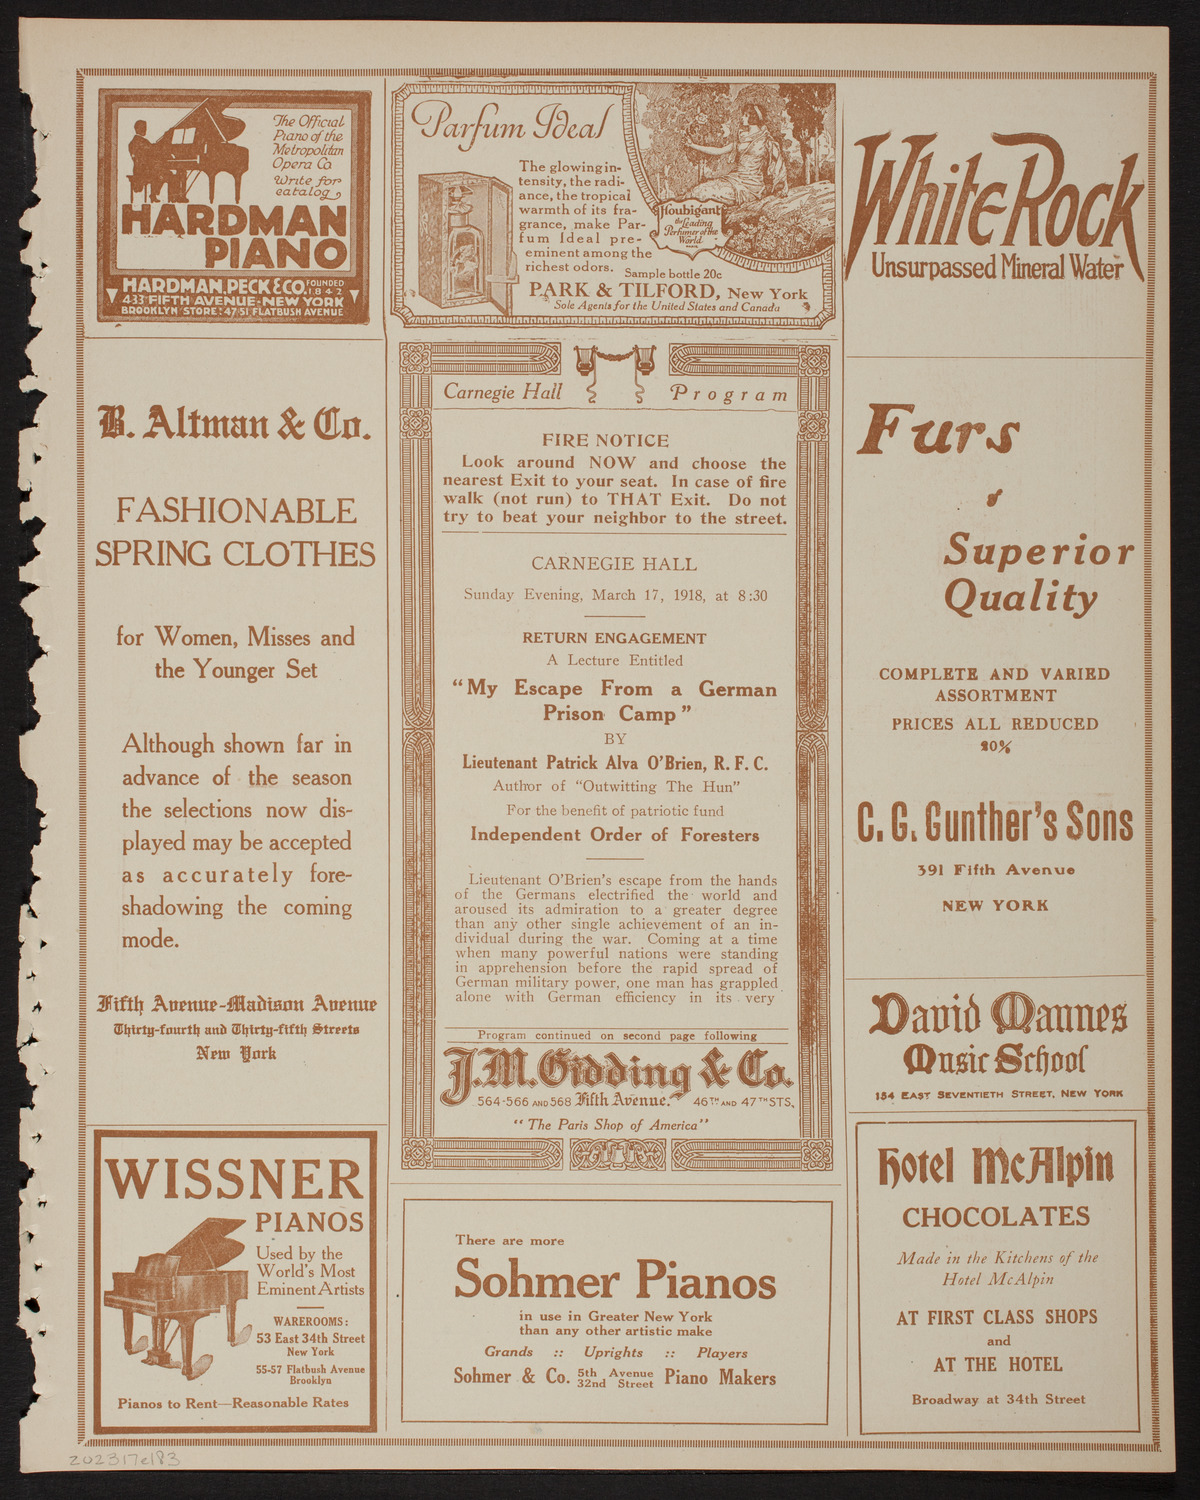 The Official
Piano of the
Metropolitan
Opera Co
Write for
catalog
HARDMAN
PIANO
HARDMAN, PECK & CO. FOUNDED 1842
433 FIFTH AVENUE - NEW YORK
BROOKLYN STORE: 47-51 FLATBUSH AVENUE
B. Altman & Co.
FASHIONABLE
SPRING CLOTHES
for Women, Misses and
the Younger Set
Although shown far in
advance of the season
the selections now dis-
played may be accepted
as accurately fore-
shadowing the coming
mode.
Fifth Avenue-Madison Avenue
Thirty-fourth and Thirty-fifth Streets
New York
WISSNER
PIANOS
Used by the
World's Most
Eminent Artists
WAREROOMS:
53 East 34th Street
New York
55-57 Flatbush Avenue
Brooklyn
Pianos to Rent—Reasonable Rates
Parfum Ideal
The glowing in-
tensity, the radi-
ance, the tropical
warmth of its fra-
grance, make Par-
fum Ideal pre-
eminent among the
richest odors.
Sample bottle 20c
Houbigant
the Leading
Perfumer of the
World
PARIS
PARK & TILFORD, New York
Sole Agents for the United States and Canada
Carnegie Hall Program
FIRE NOTICE
Look around NOW and choose the
nearest Exit to your seat. In case of fire
walk (not run) to THAT Exit. Do not
try to beat your neighbor to the street.
CARNEGIE HALL
Sunday Evening, March 17, 1918, at 8:30
RETURN ENGAGEMENT
A Lecture Entitled
"My Escape From a German
Prison Camp"
BY
Lieutenant Patrick Alva O'Brien, R. F. C.
Author of "Outwitting The Hun"
For the benefit of patriotic fund
Independent Order of Foresters
Lieutenant O'Brien's escape from the hands
of the Germans electrified the world and
aroused its admiration to a greater degree
than any other single achievement of an in-
dividual during the war. Coming at a time
when many powerful nations were standing
in apprehension before the rapid spread of
German military power, one man has grappled
alone with German efficiency in its very
Program continued on second page following
J.M. Gidding & Co.
564-566 AND 568 Fifth Avenue. 46TH AND 47TH STS.
"The Paris Shop of America"
There are more
Sohmer Pianos
in use in Greater New York
than any other artistic make
Grands :: Uprights :: Players
Sohmer & Co. 5th Avenue 32nd Street Piano Makers
White Rock
Unsurpassed Mineral Water
Furs
of
Superior
Quality
COMPLETE AND VARIED
ASSORTMENT
PRICES ALL REDUCED
20%
C. G. Gunther's Sons
391 Fifth Avenue
NEW YORK
David Mannes
Music School
154 EAST SEVENTIETH STREET, NEW YORK
Hotel McAlpin
CHOCOLATES
Made in the Kitchens of the
Hotel McAlpin
AT FIRST CLASS SHOPS
and
AT THE HOTEL
Broadway at 34th Street
202317e183